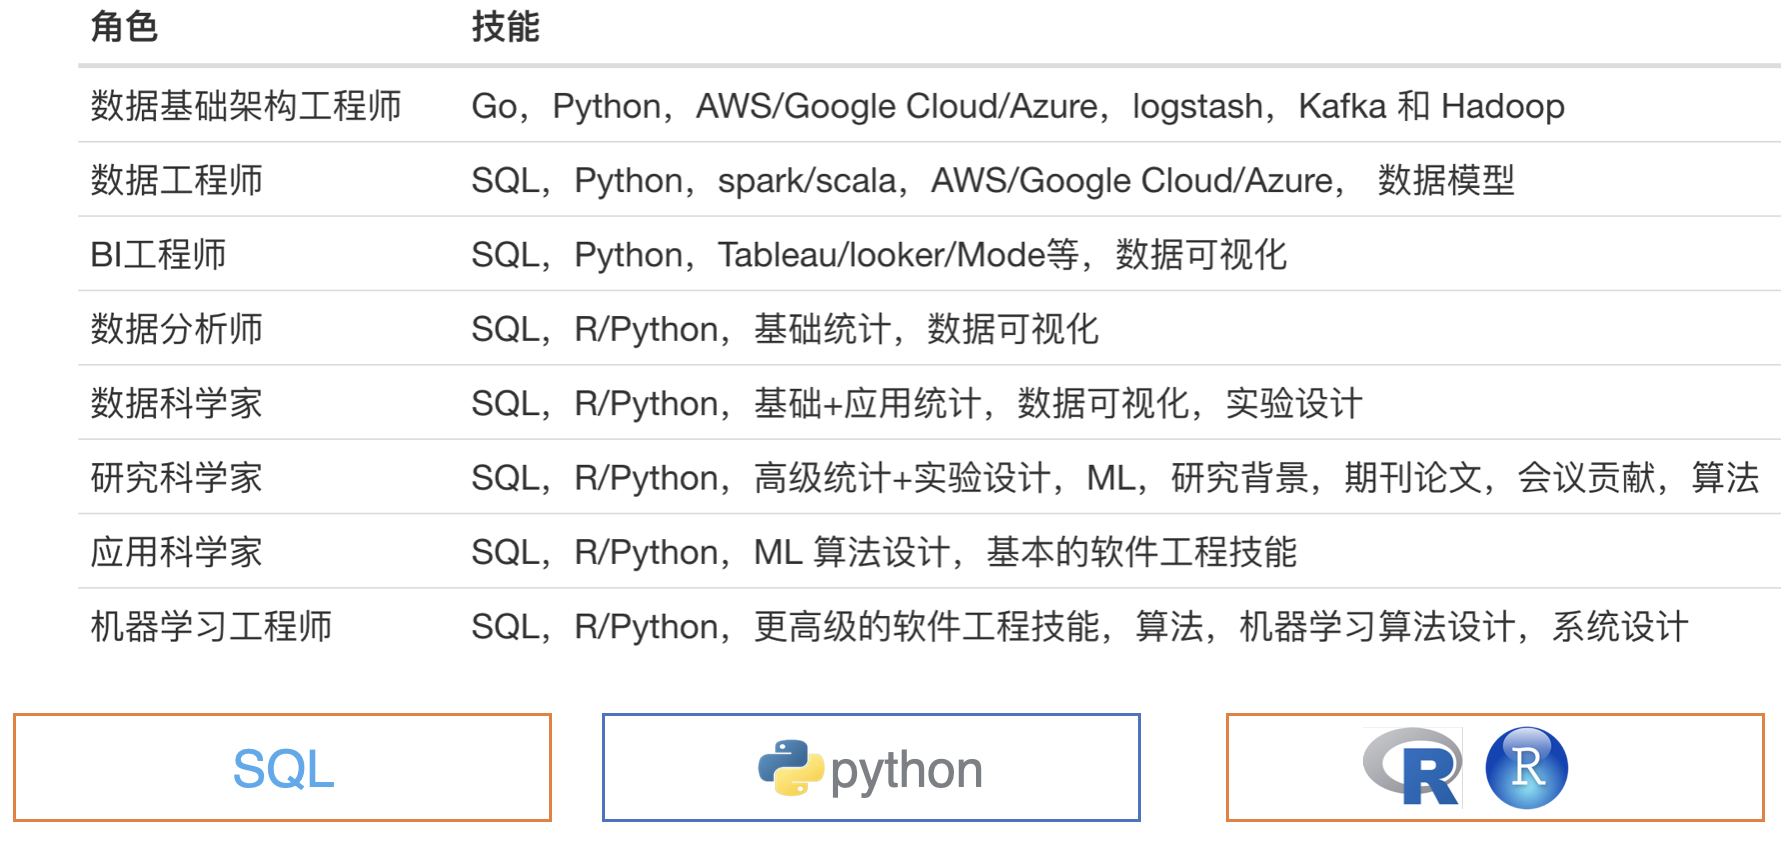 角色 技能
数据基础架构工程师 Go，Python，AWS/Google Cloud/Azure，logstash，Kafka 和 Hadoop
数据工程师 SQL，Python，spark/scala，AWS/Google Cloud/Azure， 数据模型
BI工程师 SQL，Python，Tableau/looker/Mode等，数据可视化
数据分析师 SQL，R/Python，基础统计，数据可视化
数据科学家 SQL，R/Python，基础+应用统计，数据可视化，实验设计
研究科学家 SQL，R/Python，高级统计+实验设计，ML，研究背景，期刊论文，会议贡献，算法
应用科学家 SQL，R/Python，ML 算法设计，基本的软件工程技能
机器学习工程师 SQL，R/Python，更高级的软件工程技能，算法，机器学习算法设计，系统设计
SQL python R R